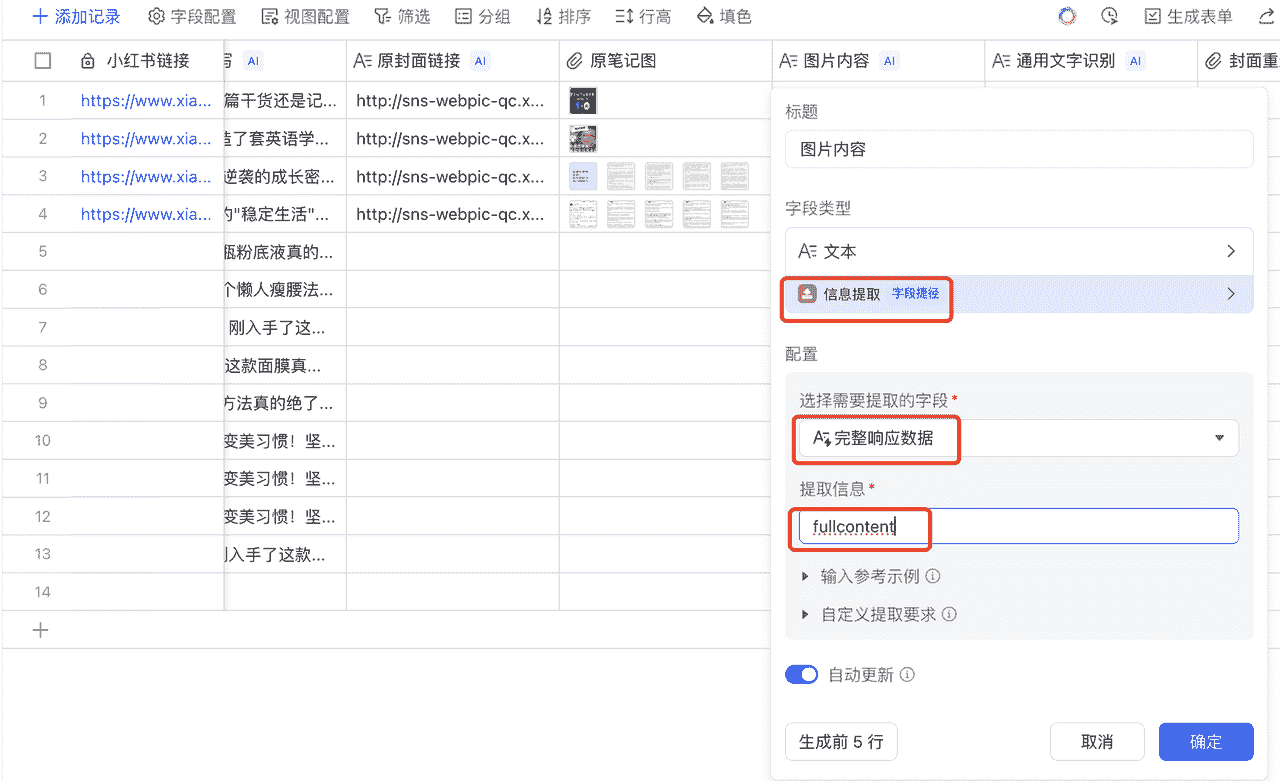 添加记录 字段配置 视图配置 筛选 分组 排序 行高 填色 生成表单
小红书链接 AI 原封面链接 AI 原笔记图 图片内容 AI 通用文字识别 AI 封面重
1 https://www.xia... 篇干货还是记... http://sns-webpic-qc.x...
2 https://www.xia... 造了套英语学... http://sns-webpic-qc.x...
3 https://www.xia... 逆袭的成长密... http://sns-webpic-qc.x...
4 https://www.xia... 的"稳定生活"... http://sns-webpic-qc.x...
5 瓶粉底液真的...
6 个懒人瘦腰法...
7 刚入手了这...
8 这款面膜真...
9 方法真的绝了...
10 变美习惯！坚...
11 变美习惯！坚...
12 变美习惯！坚...
13 刚入手了这款...
14
标题
图片内容
字段类型
文本
信息提取 字段捷径
配置
选择需要提取的字段*
完整响应数据
提取信息*
fullcontent
输入参考示例
自定义提取要求
自动更新
生成前 5 行 取消 确定